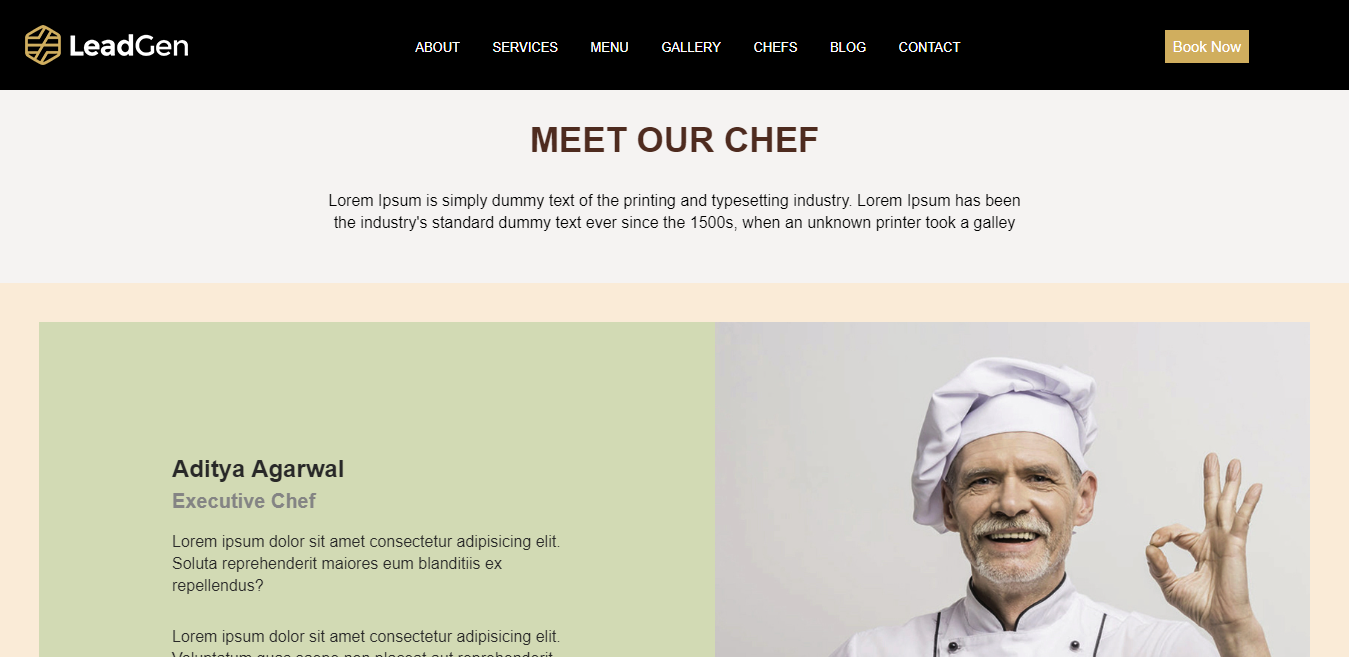 LeadGen
ABOUT SERVICES MENU GALLERY CHEFS BLOG CONTACT
Book Now
MEET OUR CHEF
Lorem Ipsum is simply dummy text of the printing and typesetting industry. Lorem Ipsum has been
the industry's standard dummy text ever since the 1500s, when an unknown printer took a galley
Aditya Agarwal
Executive Chef
Lorem ipsum dolor sit amet consectetur adipisicing elit.
Soluta reprehenderit maiores eum blanditiis ex
repellendus?
Lorem ipsum dolor sit amet consectetur adipisicing elit.